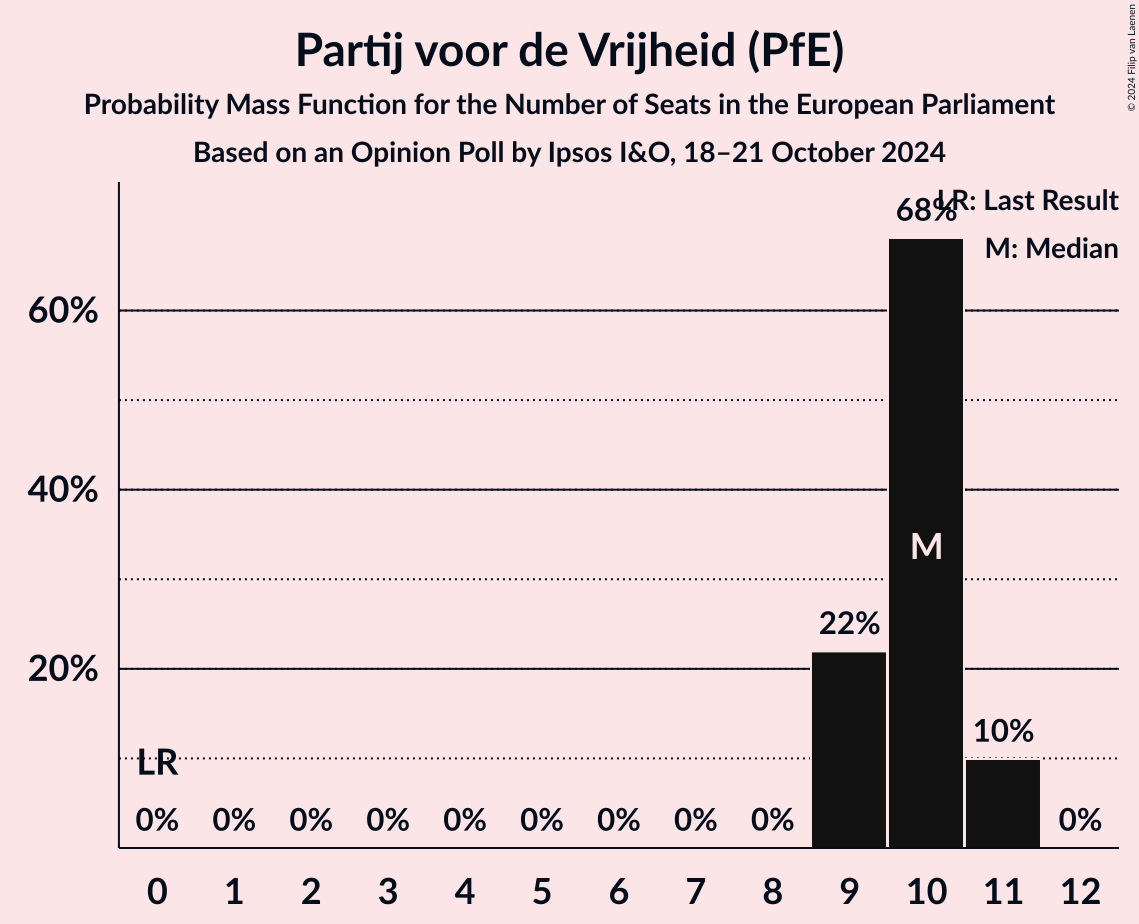 Partij voor de Vrijheid (PfE)
Probability Mass Function for the Number of Seats in the European Parliament
Based on an Opinion Poll by Ipsos I&O, 18–21 October 2024
© 2024 Filip van Laenen
LR: Last Result
M: Median
68%
60%
40%
M
22%
20%
10%
LR
0% 0% 0% 0% 0% 0% 0% 0% 0% 0%
0 1 2 3 4 5 6 7 8 9 10 11 12